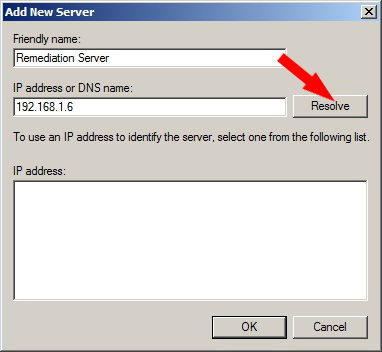 Add New Server
Friendly name:
Remediation Server
IP address or DNS name:
192.168.1.6
Resolve
To use an IP address to identify the server, select one from the following list.
IP address:
OK
Cancel